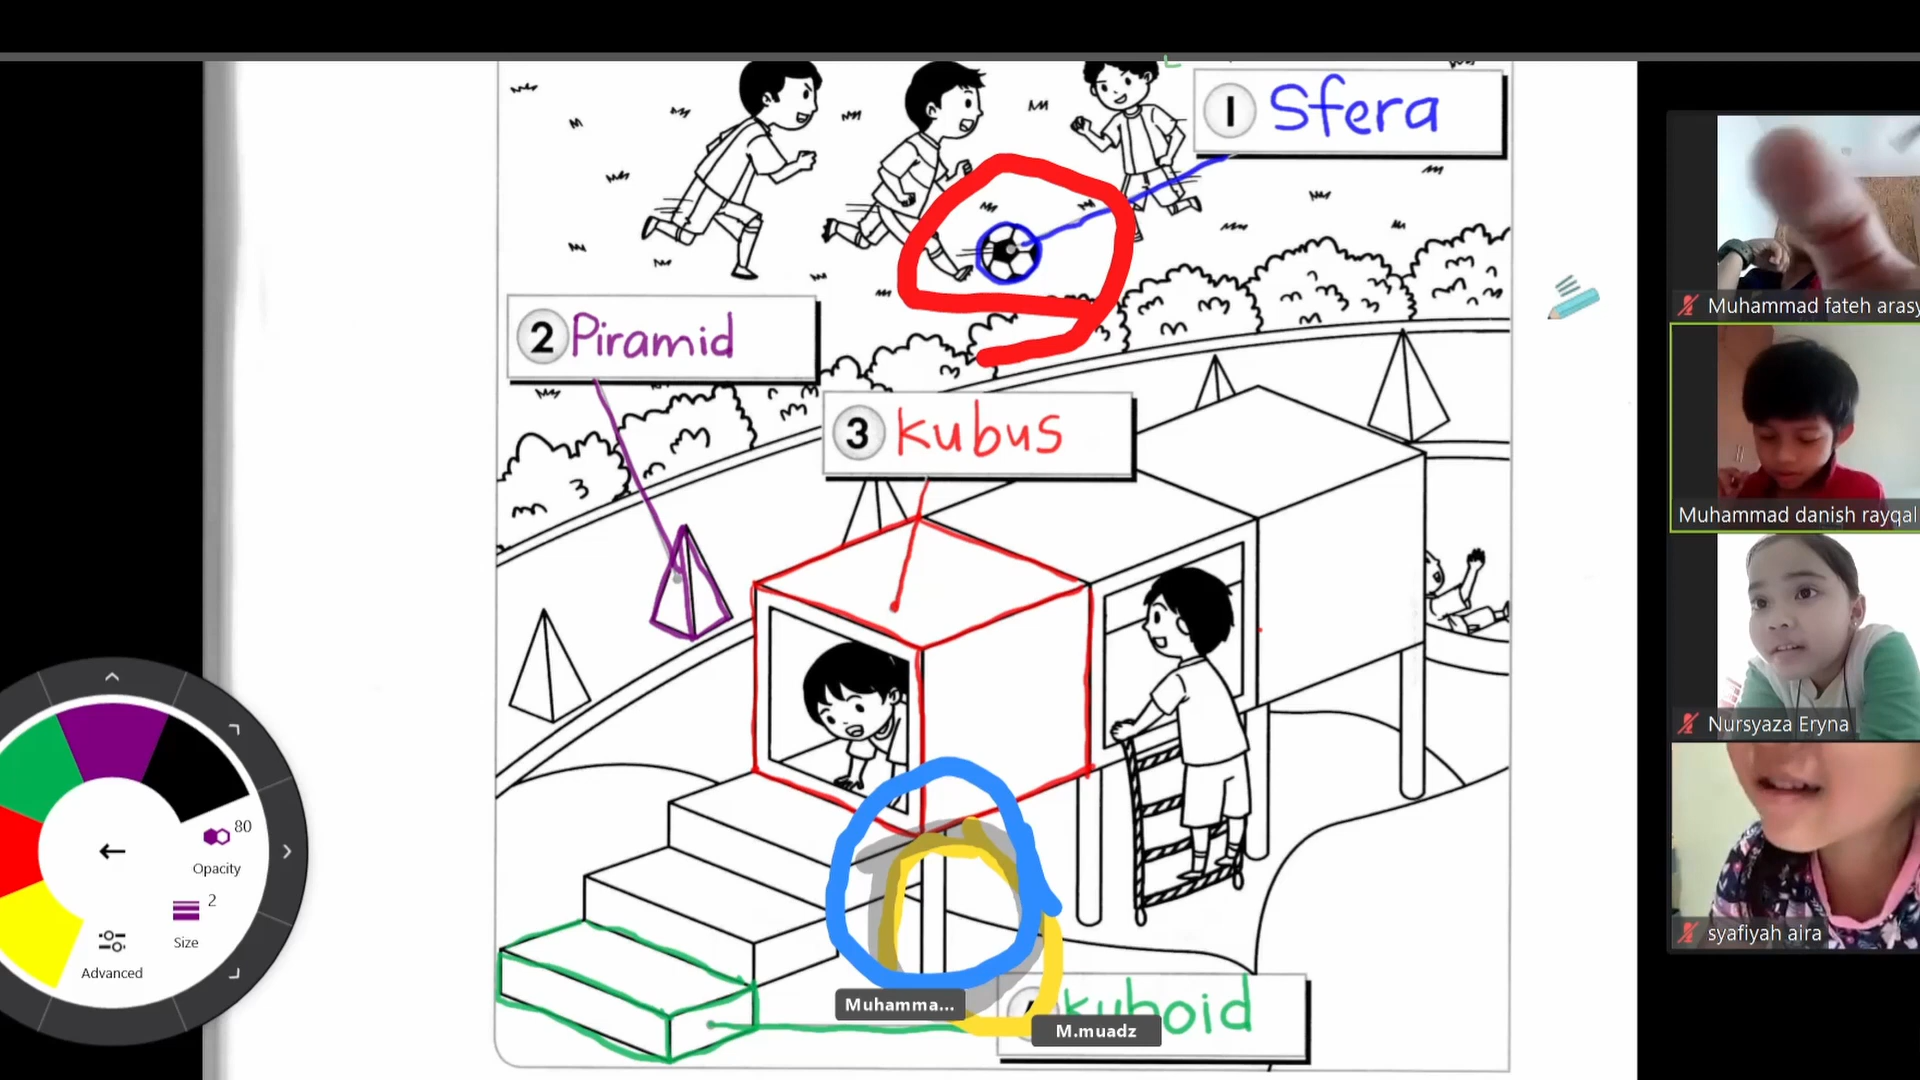 1 Sfera
2 Piramid
3 kubus
kuboid
80
Opacity
2
Size
Advanced
Muhamma...
M.muadz
Muhammad fateh arasy
Muhammad danish rayqal
Nursyaza Eryna
syafiyah aira